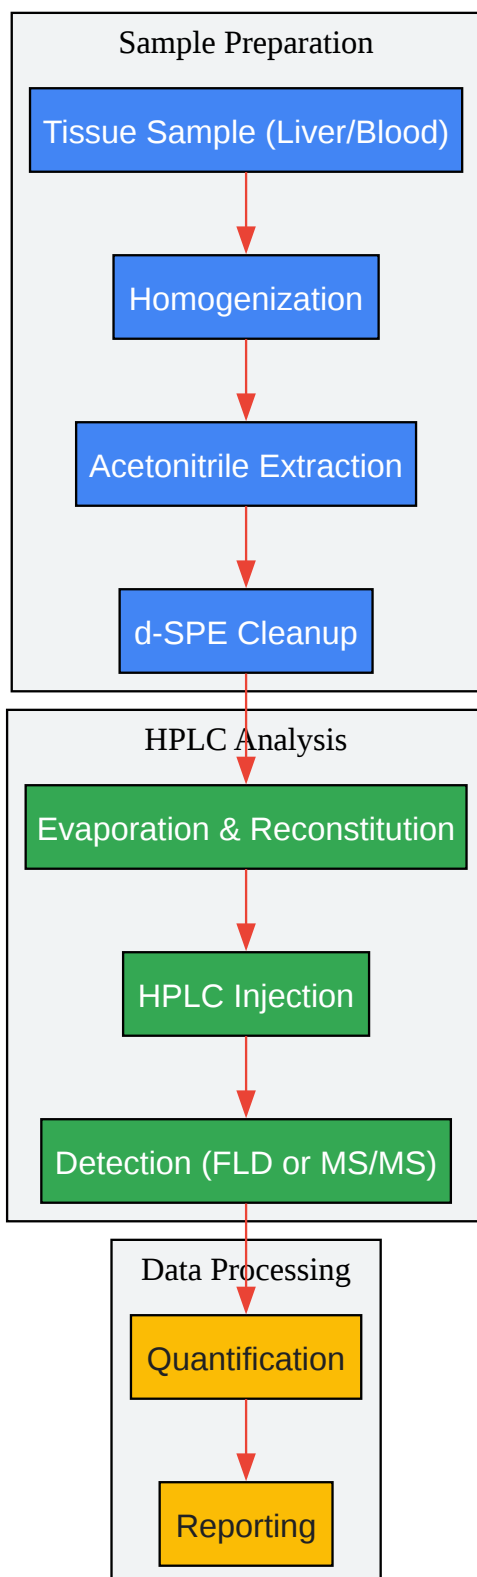 Sample Preparation
Tissue Sample (Liver/Blood)
Homogenization
Acetonitrile Extraction
d-SPE Cleanup
HPLC Analysis
Evaporation & Reconstitution
HPLC Injection
Detection (FLD or MS/MS)
Data Processing
Quantification
Reporting